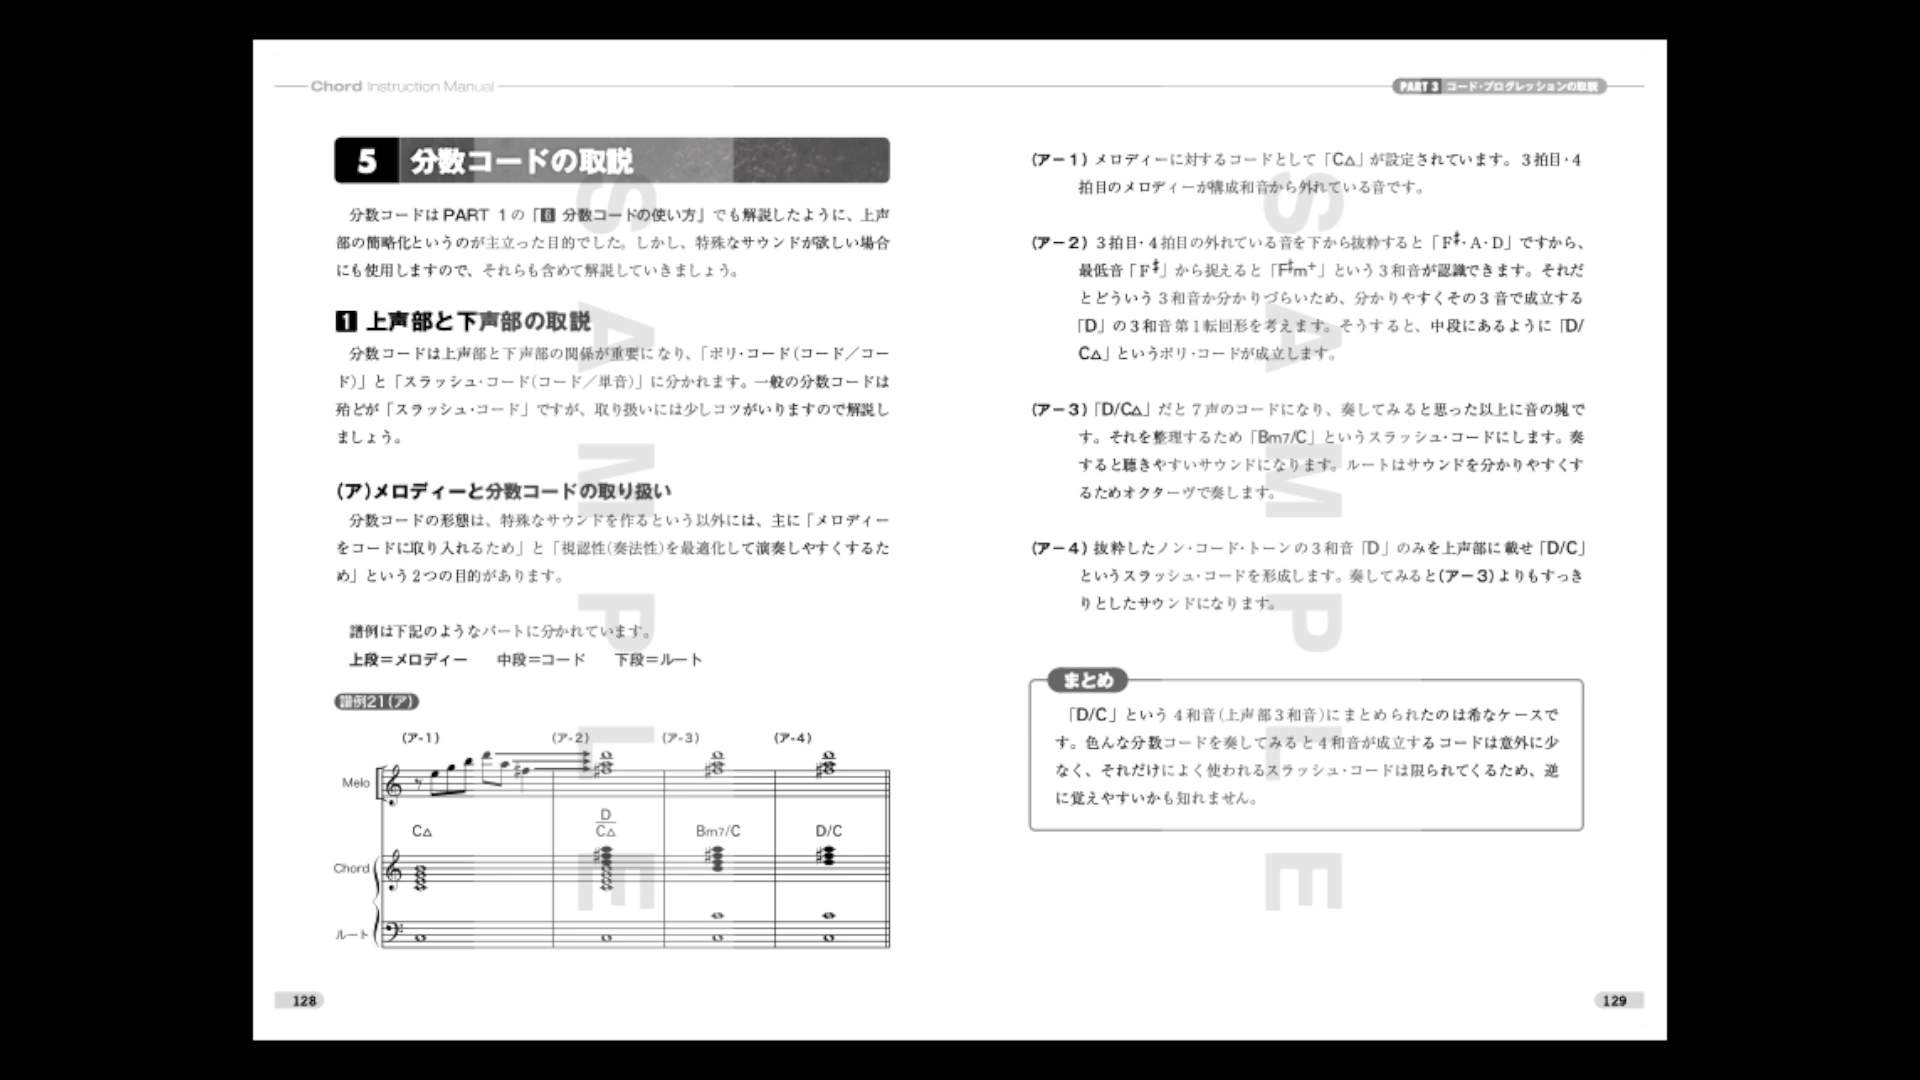 Chord Instruction Manual
5 分数コードの取説
分数コードはPART 1の「6 分数コードの使い方」でも解説したように、上声
部の簡略化というのが主立った目的でした。しかし、特殊なサウンドが欲しい場合
にも使用しますので、それらも含めて解説していきましょう。
1 上声部と下声部の取説
分数コードは上声部と下声部の関係が重要になり、「ポリ・コード(コード／コー
ド)」と「スラッシュ・コード(コード／単音)」に分かれます。一般の分数コードは
殆どが「スラッシュ・コード」ですが、取り扱いには少しコツがいりますので解説し
ましょう。
(ア)メロディーと分数コードの取り扱い
分数コードの形態は、特殊なサウンドを作るという以外には、主に「メロディー
をコードに取り入れるため」と「視認性(奏法性)を最適化して演奏しやすくするた
め」という2つの目的があります。
譜例は下記のようなパートに分かれています。
上段＝メロディー　中段＝コード　下段＝ルート
譜例21(ア)
(ア-1) (ア-2) (ア-3) (ア-4)
Melo
C△ D/C△ Bm7/C D/C
Chord
ルート
128
PART 3 コード・プログレッションの取説
(アー1) メロディーに対するコードとして「C△」が設定されています。3拍目・4
拍目のメロディーが構成和音から外れている音です。
(アー2) 3拍目・4拍目の外れている音を下から抜粋すると「F♯・A・D」ですから、
最低音「F♯」から捉えると「F♯m+」という3和音が認識できます。それだ
とどういう3和音か分かりづらいため、分かりやすくその3音で成立する
「D」の3和音第1転回形を考えます。そうすると、中段にあるように「D/
C△」というポリ・コードが成立します。
(アー3)「D/C△」だと7声のコードになり、奏してみると思った以上に音の塊で
す。それを整理するため「Bm7/C」というスラッシュ・コードにします。奏
すると聴きやすいサウンドになります。ルートはサウンドを分かりやすくす
るためオクターヴで奏します。
(アー4) 抜粋したノン・コード・トーンの3和音「D」のみを上声部に載せ「D/C」
というスラッシュ・コードを形成します。奏してみると(アー3)よりもすっき
りとしたサウンドになります。
まとめ
「D/C」という4和音(上声部3和音)にまとめられたのは希なケースで
す。色んな分数コードを奏してみると4和音が成立するコードは意外に少
なく、それだけによく使われるスラッシュ・コードは限られてくるため、逆
に覚えやすいかも知れません。
129
SAMPLE
SAMPLE